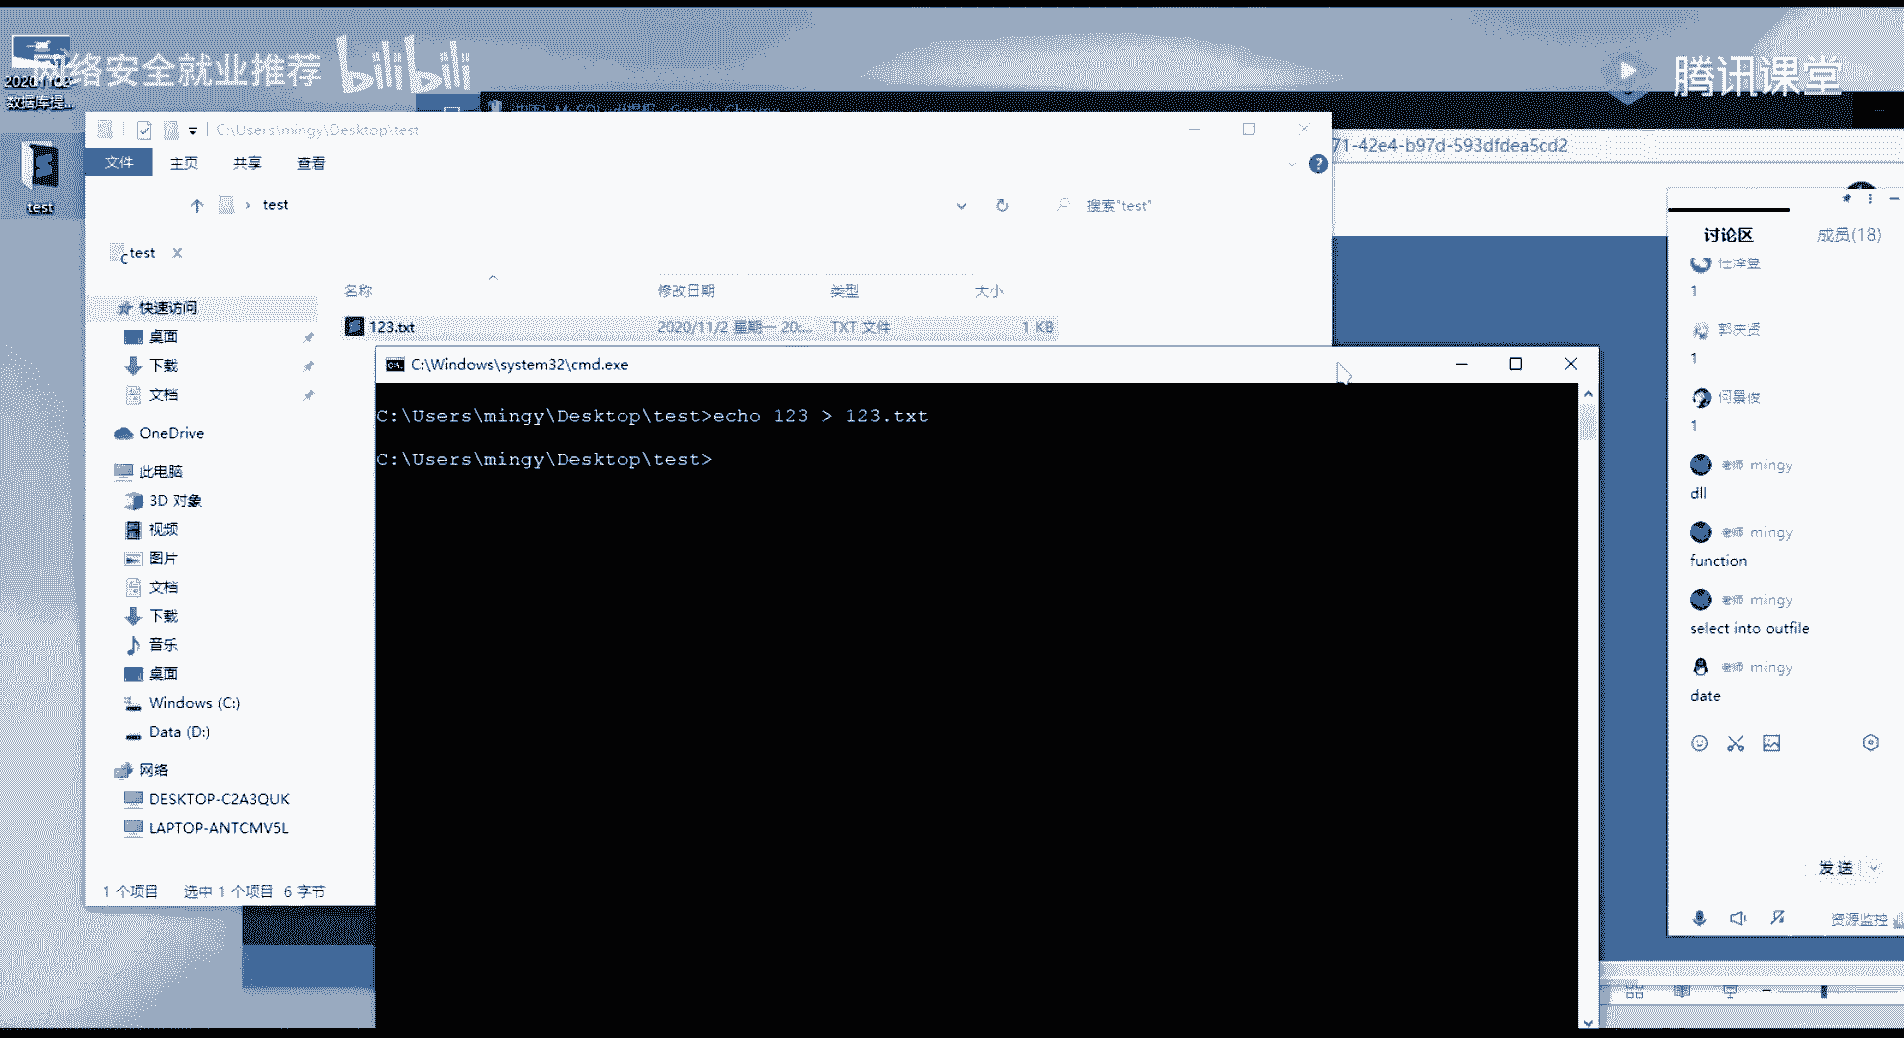 网络安全就业推荐 bilibili
腾讯课堂
数据库提...
test
C:\Users\mingy\Desktop\test
71-42e4-b97d-593dfdea5cd2
文件 主页 共享 查看
test
搜索"test"
test
名称 修改日期 类型 大小
123.txt 2020/11/2 星期一 20:... TXT 文件 1 KB
快速访问
桌面
下载
文档
OneDrive
此电脑
3D 对象
视频
图片
文档
下载
音乐
桌面
Windows (C:)
Data (D:)
网络
DESKTOP-C2A3QUK
LAPTOP-ANTCMV5L
1 个项目 选中 1 个项目 6 字节
C:\Windows\system32\cmd.exe
C:\Users\mingy\Desktop\test>echo 123 > 123.txt
C:\Users\mingy\Desktop\test>
讨论区 成员(18)
1
1
何景俊
1
老师 mingy
dll
老师 mingy
function
老师 mingy
select into outfile
老师 mingy
date
发送
资源监控